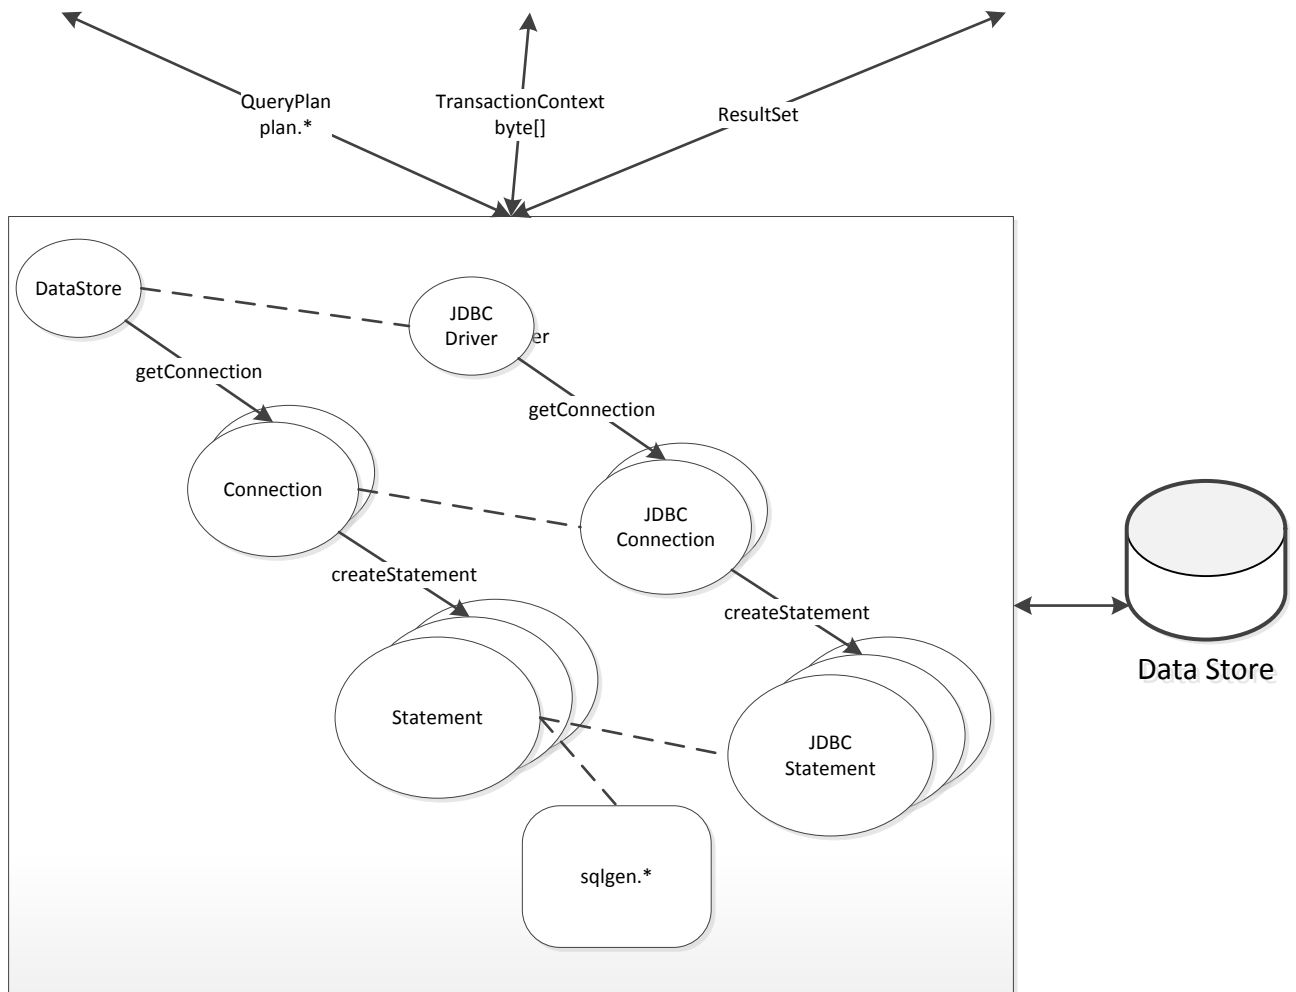 QueryPlan
plan.*
TransactionContext
byte[]
ResultSet
DataStore
JDBC
Driver
er
getConnection
getConnection
Connection
JDBC
Connection
createStatement
createStatement
Statement
JDBC
Statement
sqlgen.*
Data Store